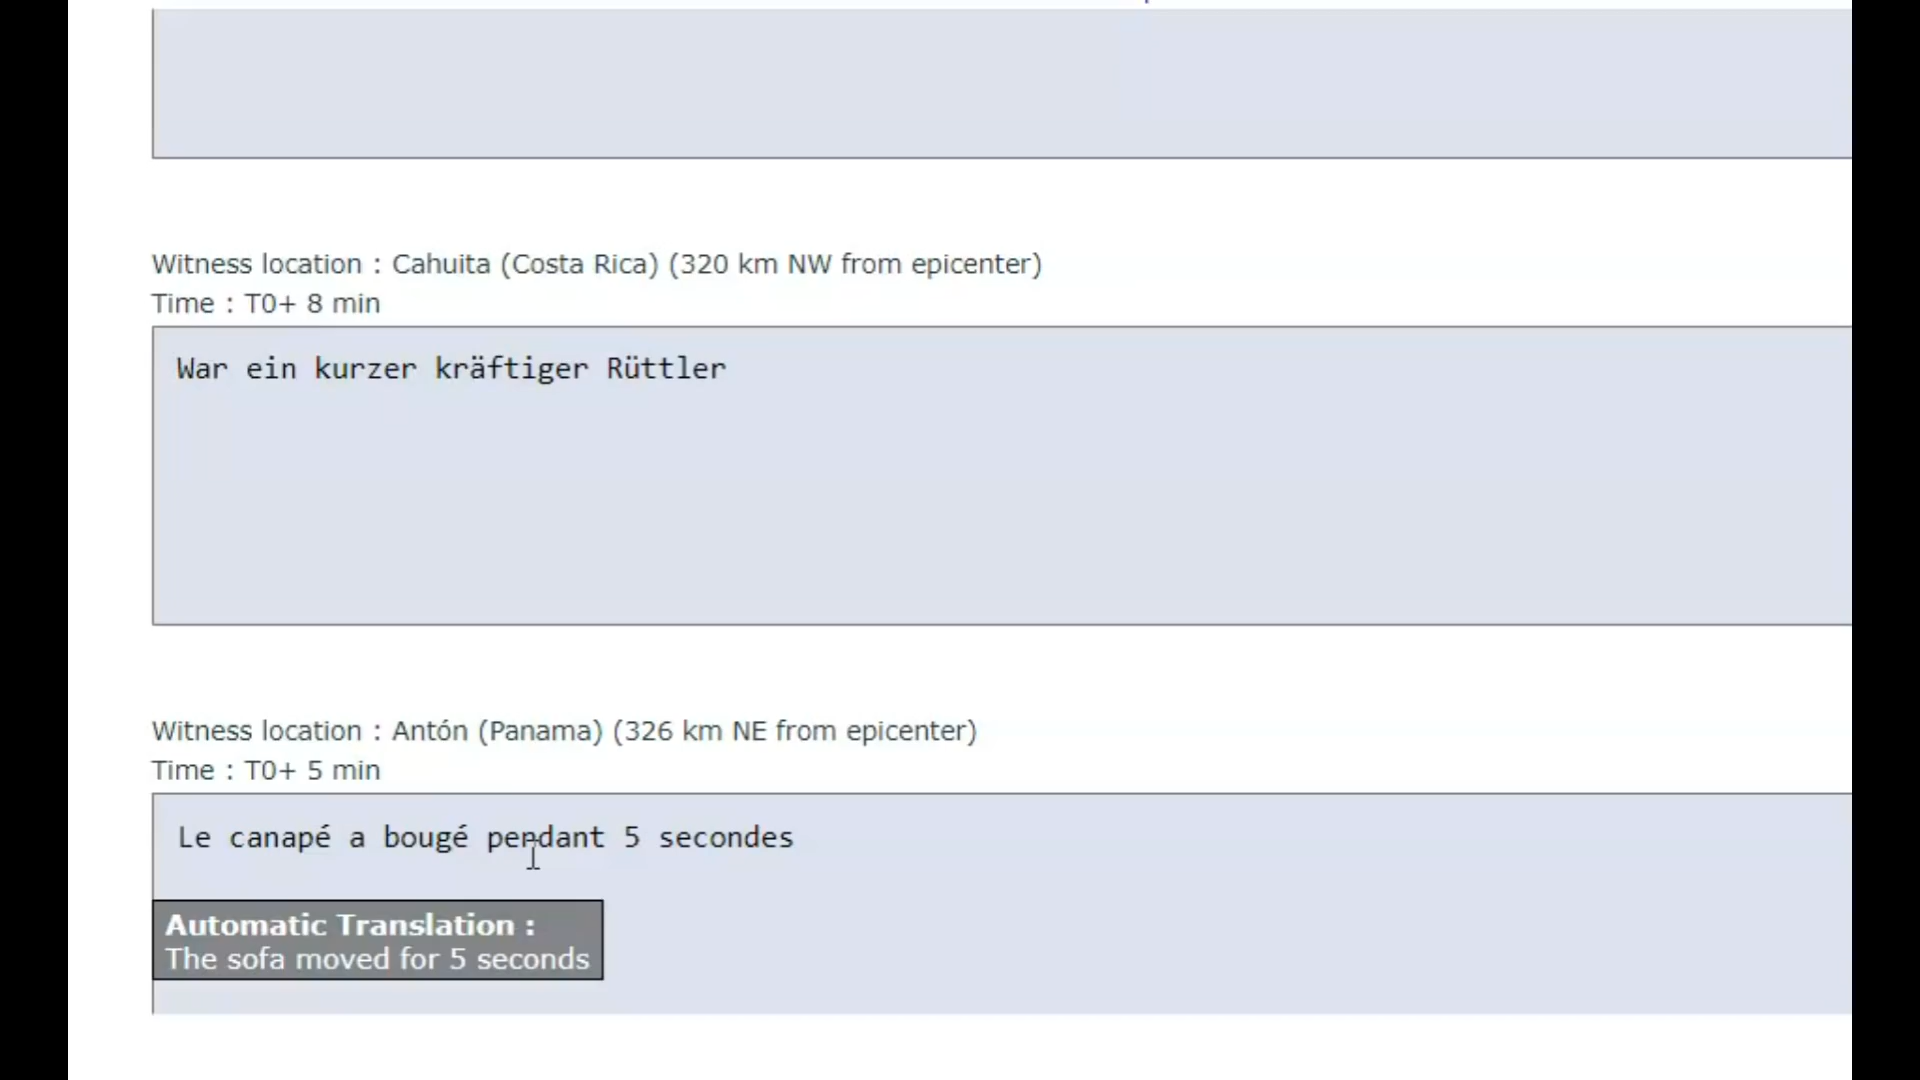 Witness location : Cahuita (Costa Rica) (320 km NW from epicenter)
Time : T0+ 8 min
War ein kurzer kräftiger Rüttler
Witness location : Antón (Panama) (326 km NE from epicenter)
Time : T0+ 5 min
Le canapé a bougé pendant 5 secondes
Automatic Translation :
The sofa moved for 5 seconds